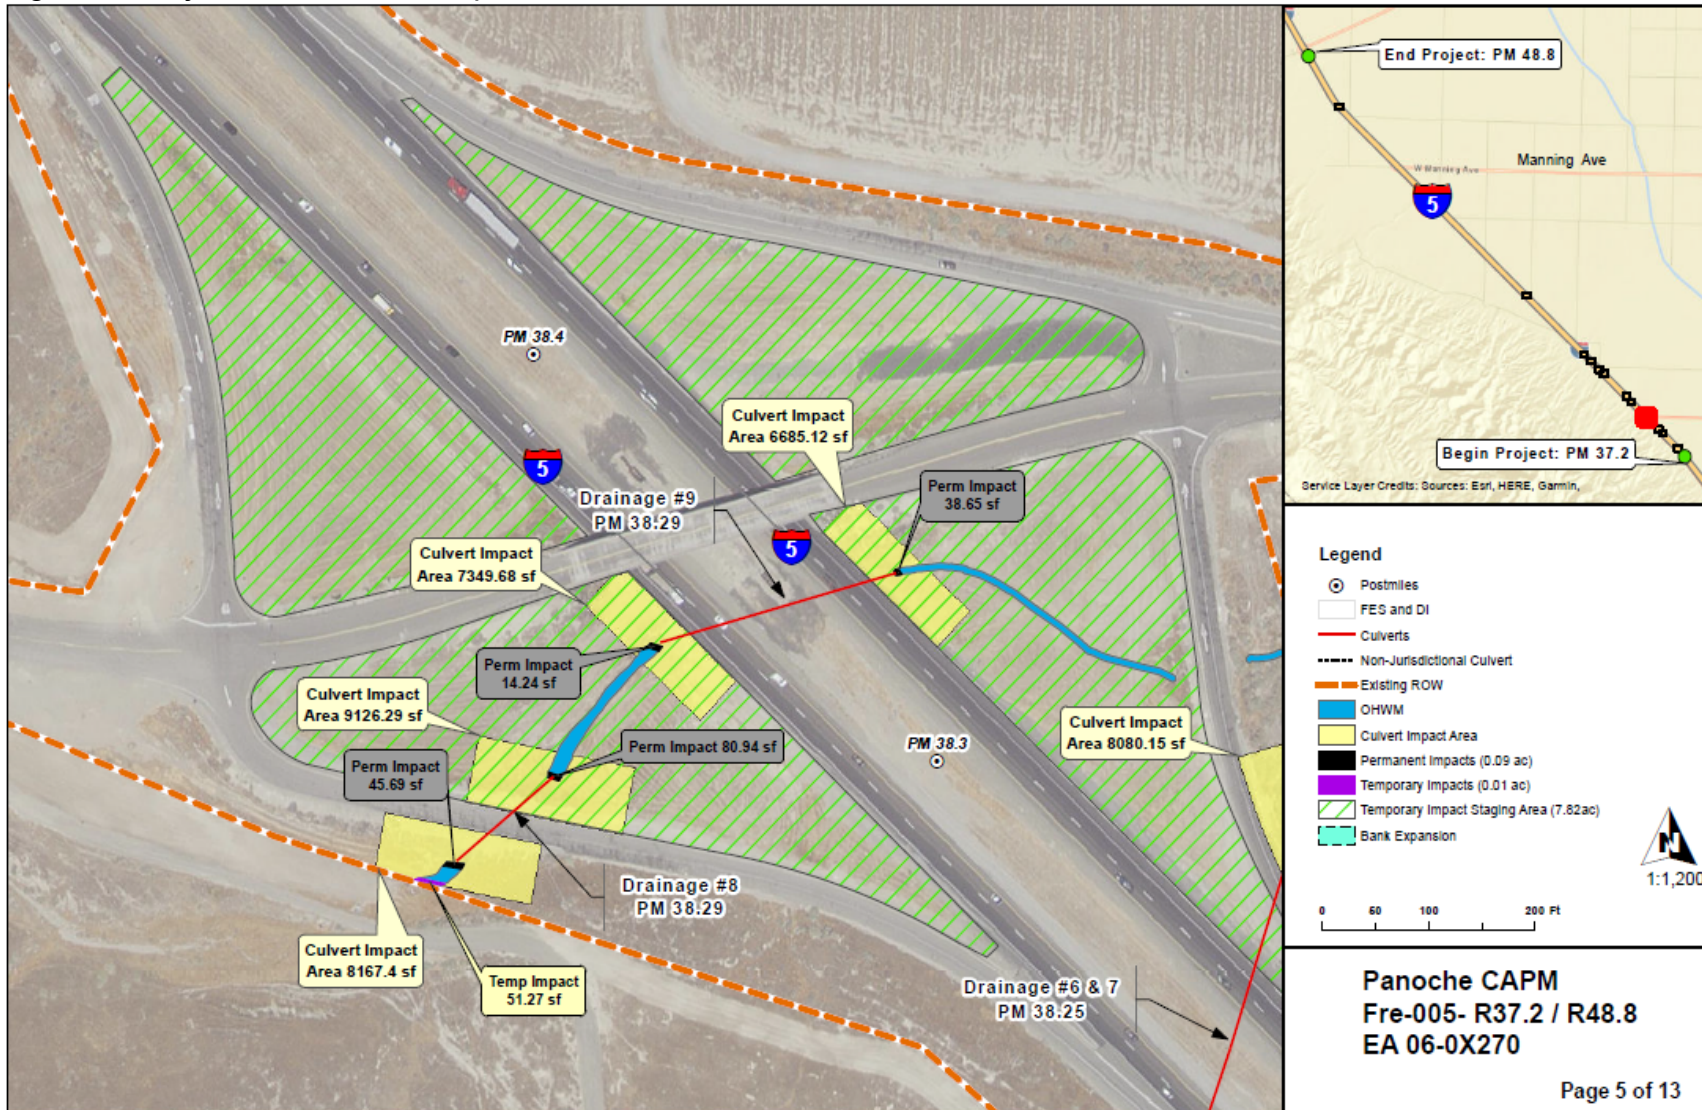 End Project: PM 48.8
W Manning Ave
Manning Ave
5
Begin Project: PM 37.2
Service Layer Credits: Sources: Esri, HERE, Garmin,
PM 38.4
Culvert Impact
Area 6685.12 sf
5
Drainage #9
PM 38.29
Perm Impact
38.65 sf
5
Culvert Impact
Area 7349.68 sf
Perm Impact
14.24 sf
Culvert Impact
Area 9126.29 sf
Perm Impact 80.94 sf
Perm Impact
45.69 sf
PM 38.3
Culvert Impact
Area 8080.15 sf
Drainage #8
PM 38.29
Culvert Impact
Area 8167.4 sf
Temp Impact
51.27 sf
Drainage #6 & 7
PM 38.25
Legend
Postmiles
FES and DI
Culverts
Non-Jurisdictional Culvert
Existing ROW
OHWM
Culvert Impact Area
Permanent Impacts (0.09 ac)
Temporary Impacts (0.01 ac)
Temporary Impact Staging Area (7.82ac)
Bank Expansion
N
1:1,200
0 50 100 200 Ft
Panoche CAPM
Fre-005- R37.2 / R48.8
EA 06-0X270
Page 5 of 13